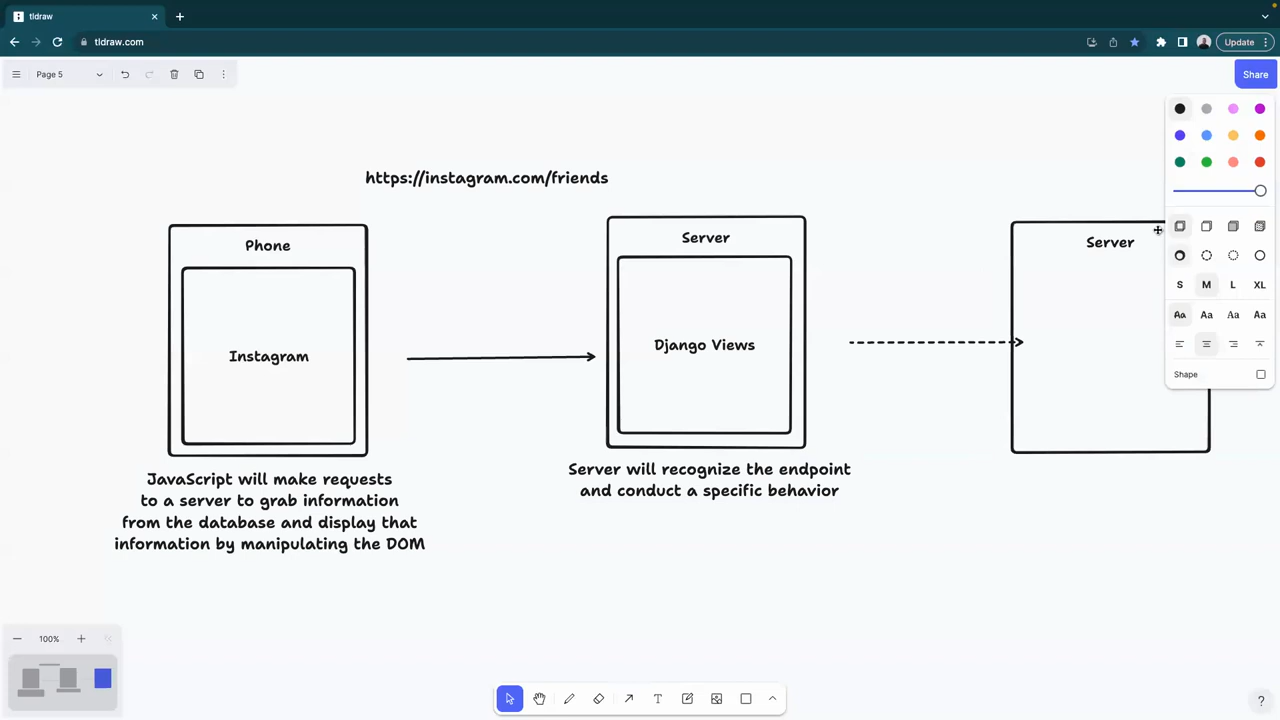 tldraw
tldraw.com
Update
Page 5
Share
https://instagram.com/friends
Phone
Instagram
JavaScript will make requests
to a server to grab information
from the database and display that
information by manipulating the DOM
Server
Django Views
Server will recognize the endpoint
and conduct a specific behavior
Server
S M L XL
Aa Aa Aa Aa
Shape
100%
T
?